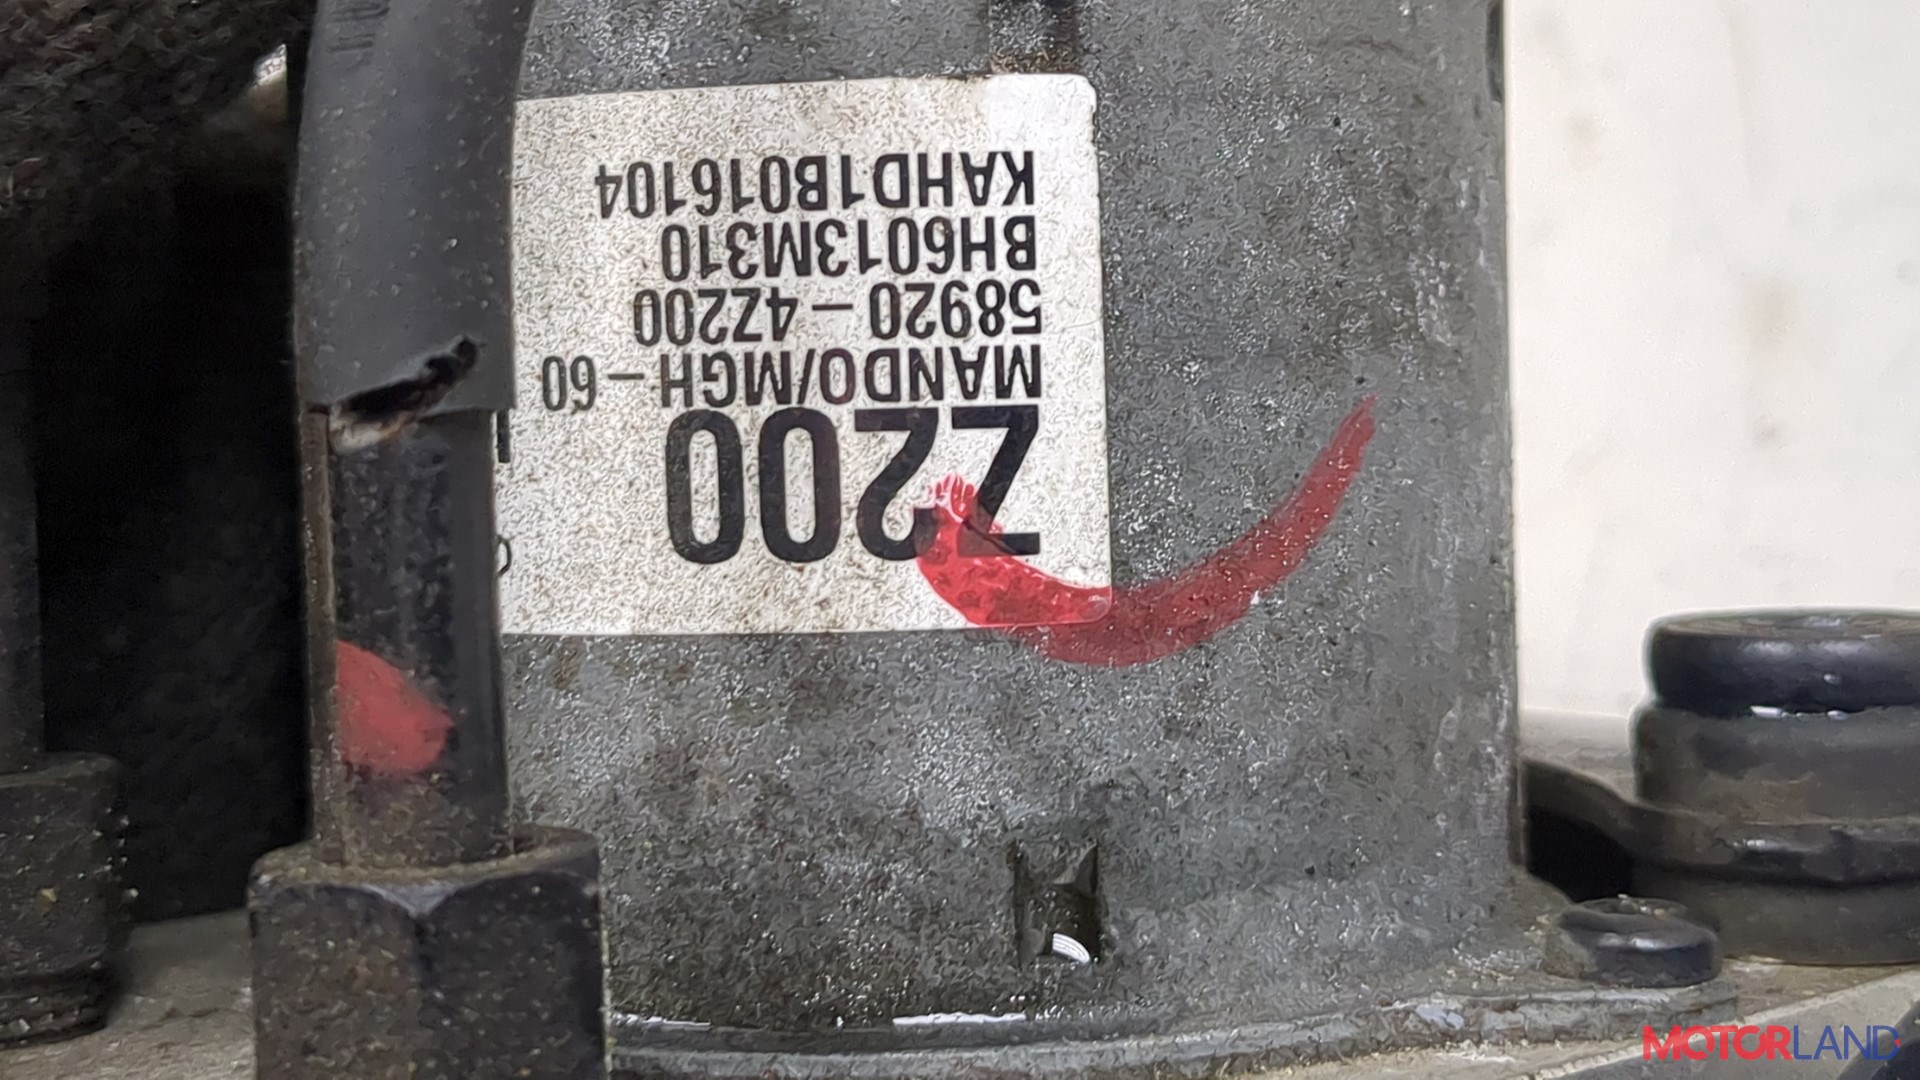 Z200
MANDO/MGH-60
58920-4Z200
BH6013M310
KAHD1B016104
MOTORLAND